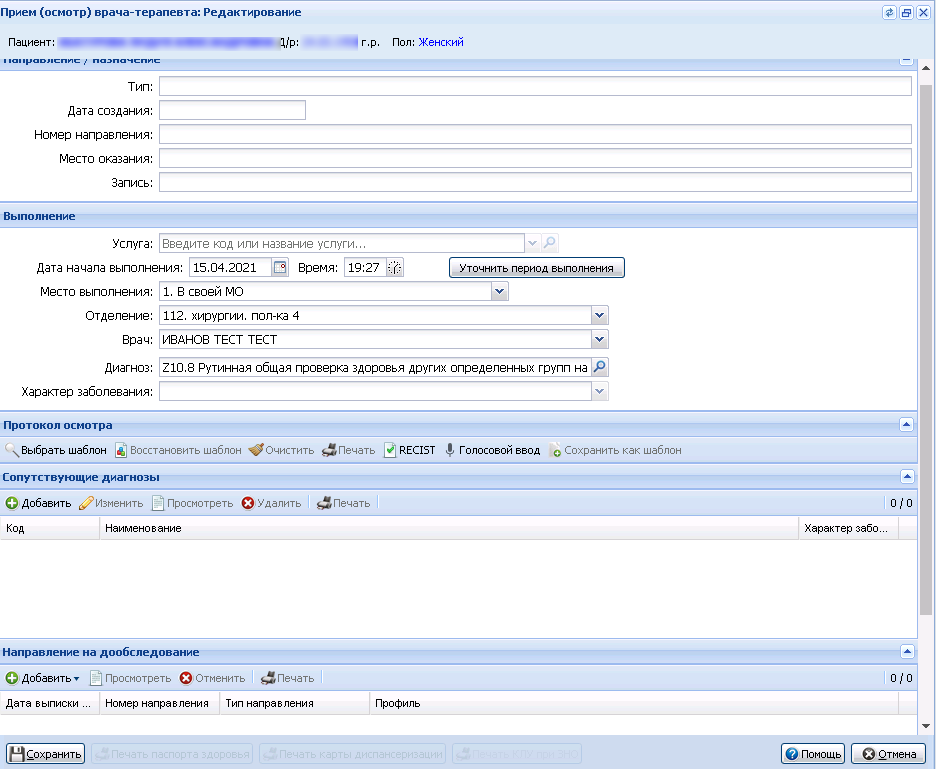 Прием (осмотр) врача-терапевта: Редактирование
Пациент: Д/р: г.р. Пол: Женский
Направление / назначение
Тип:
Дата создания:
Номер направления:
Место оказания:
Запись:
Выполнение
Услуга: Введите код или название услуги...
Дата начала выполнения: 15.04.2021 Время: 19:27 Уточнить период выполнения
Место выполнения: 1. В своей МО
Отделение: 112. хирургии. пол-ка 4
Врач: ИВАНОВ ТЕСТ ТЕСТ
Диагноз: Z10.8 Рутинная общая проверка здоровья других определенных групп на
Характер заболевания:
Протокол осмотра
Выбрать шаблон Восстановить шаблон Очистить Печать RECIST Голосовой ввод Сохранить как шаблон
Сопутствующие диагнозы
Добавить Изменить Просмотреть Удалить Печать 0 / 0
Код Наименование Характер забо...
Направление на дообследование
Добавить Просмотреть Отменить Печать 0 / 0
Дата выписки ... Номер направления Тип направления Профиль
Сохранить Печать паспорта здоровья Печать карты диспансеризации Печать Помощь Отмена